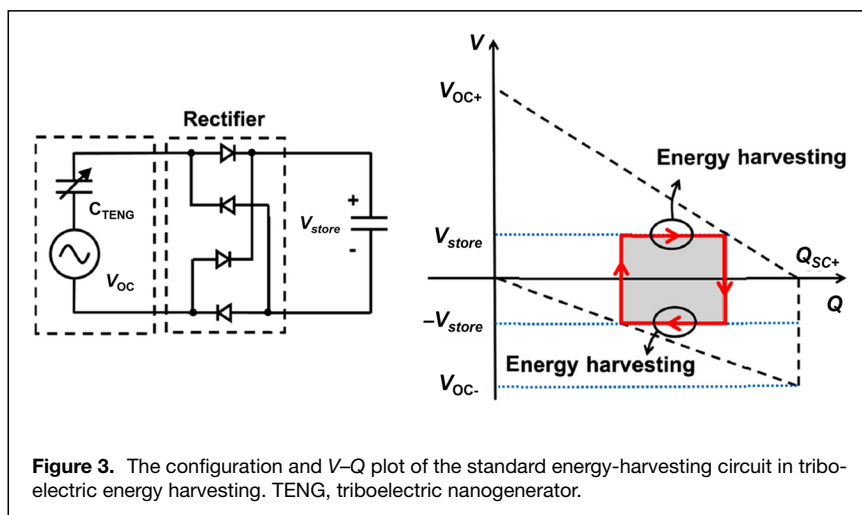 Rectifier
C_TENG
V_OC
V_store
+
-
V
V_OC+
Energy harvesting
V_store
Q_SC+
Q
–V_store
Energy harvesting
V_OC-
Figure 3. The configuration and V–Q plot of the standard energy-harvesting circuit in tribo-
electric energy harvesting. TENG, triboelectric nanogenerator.